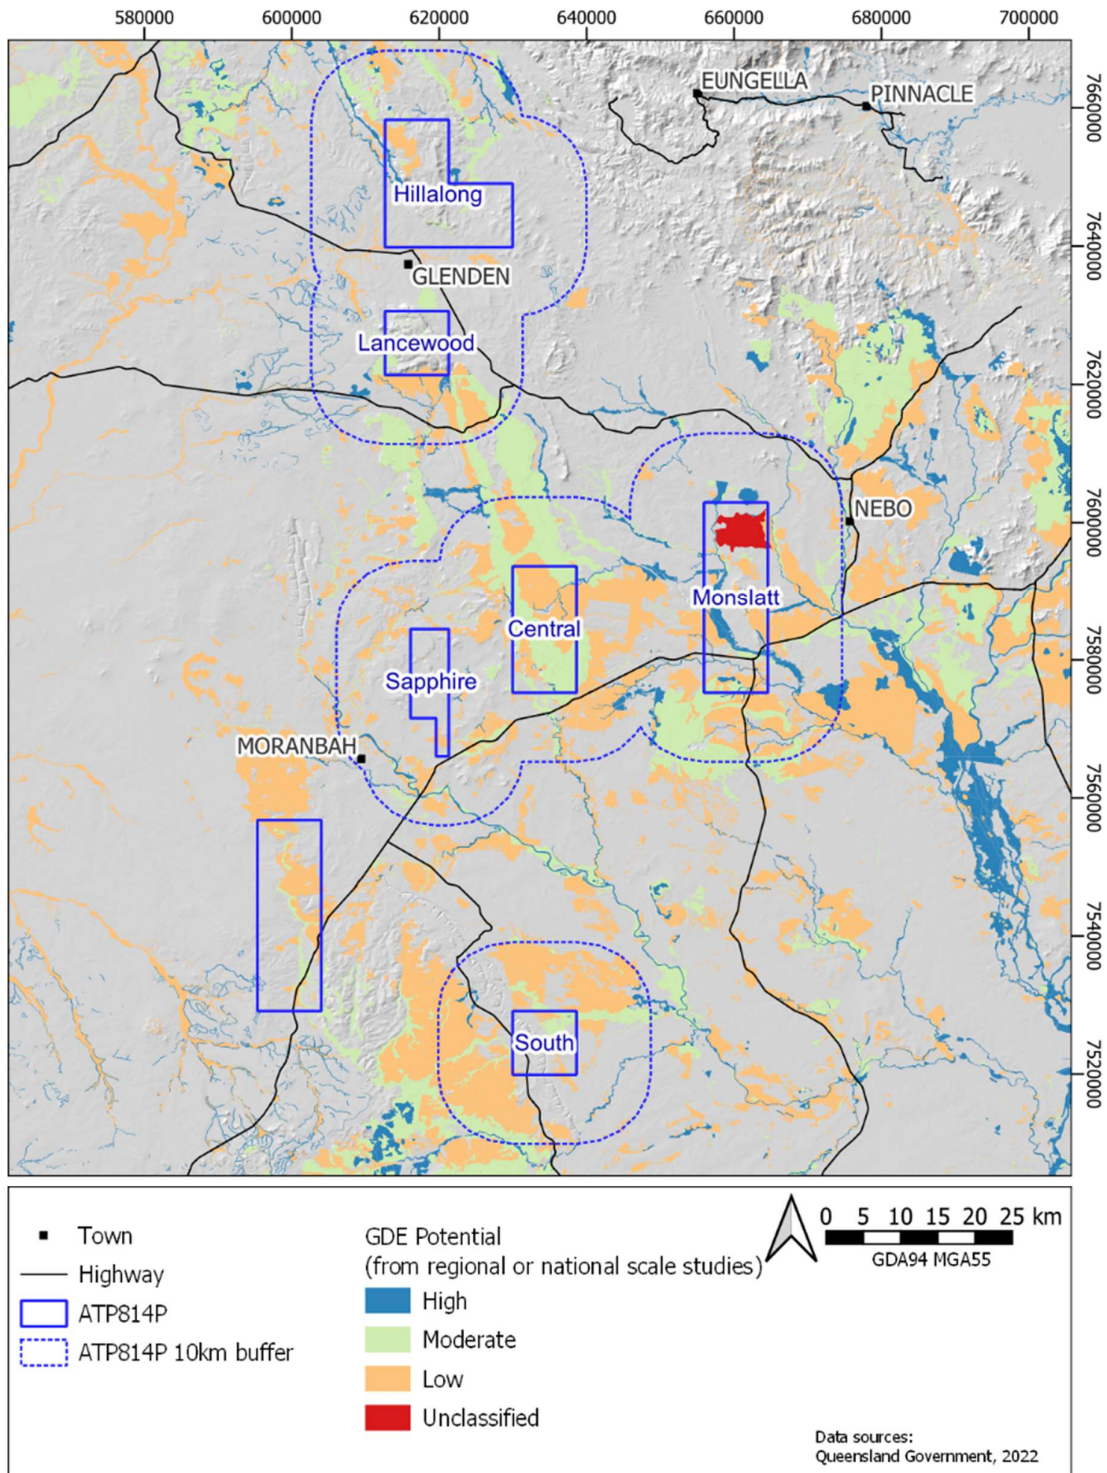 580000 600000 620000 640000 660000 680000 700000
EUNGELLA
PINNACLE
7660000
Hillalong
7640000
GLENDEN
Lancewood
7620000
NEBO
7600000
Monslatt
Central
7580000
Sapphire
MORANBAH
7560000
7540000
South
7520000
Town
Highway
ATP814P
ATP814P 10km buffer
GDE Potential
(from regional or national scale studies)
High
Moderate
Low
Unclassified
0 5 10 15 20 25 km
GDA94 MGA55
Data sources:
Queensland Government, 2022